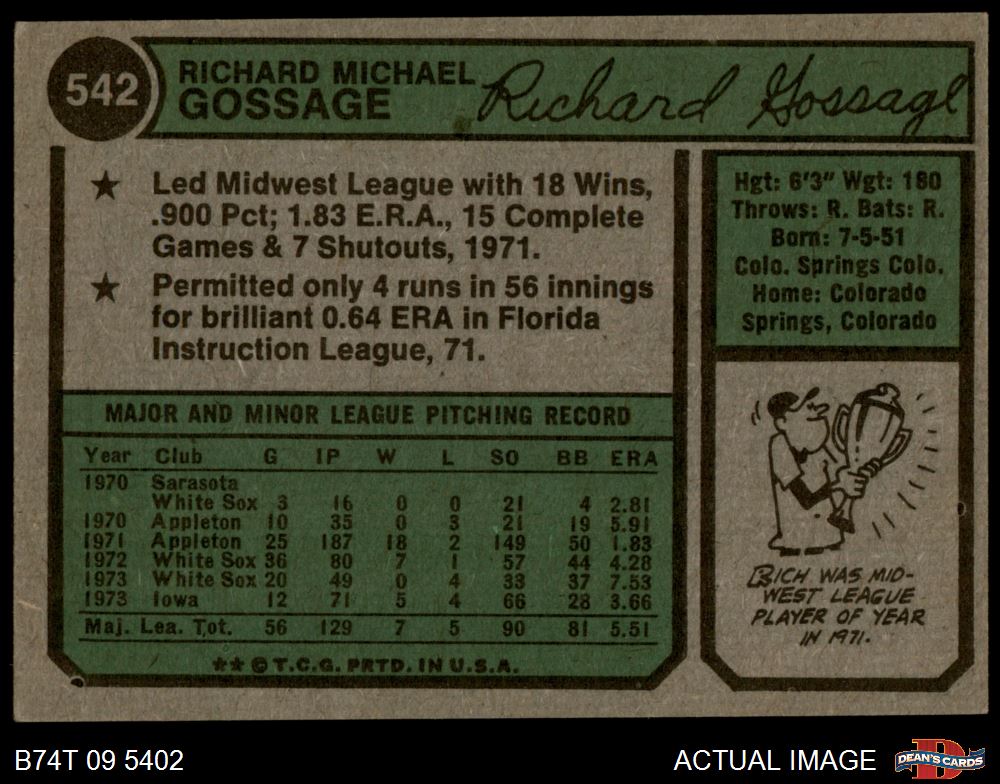 542
RICHARD MICHAEL
GOSSAGE
Richard Gossage
★ Led Midwest League with 18 Wins,
.900 Pct; 1.83 E.R.A., 15 Complete
Games & 7 Shutouts, 1971.
★ Permitted only 4 runs in 56 innings
for brilliant 0.64 ERA in Florida
Instruction League, 71.
Hgt: 6'3" Wgt: 180
Throws: R. Bats: R.
Born: 7-5-51
Colo. Springs Colo.
Home: Colorado
Springs, Colorado
MAJOR AND MINOR LEAGUE PITCHING RECORD
Year Club G IP W L SO BB ERA
1970 Sarasota
White Sox 3 16 0 0 21 4 2.81
1970 Appleton 10 35 0 3 21 19 5.91
1971 Appleton 25 187 18 2 149 50 1.83
1972 White Sox 36 80 7 1 57 44 4.28
1973 White Sox 20 49 0 4 33 37 7.53
1973 Iowa 12 71 5 4 66 28 3.66
Maj. Lea. Tot. 56 129 7 5 90 81 5.51
★★ © T.C.G. PRTD. IN U.S.A.
RICH WAS MID-
WEST LEAGUE
PLAYER OF YEAR
IN 1971.
B74T 09 5402
ACTUAL IMAGE
D
DEAN'S CARDS